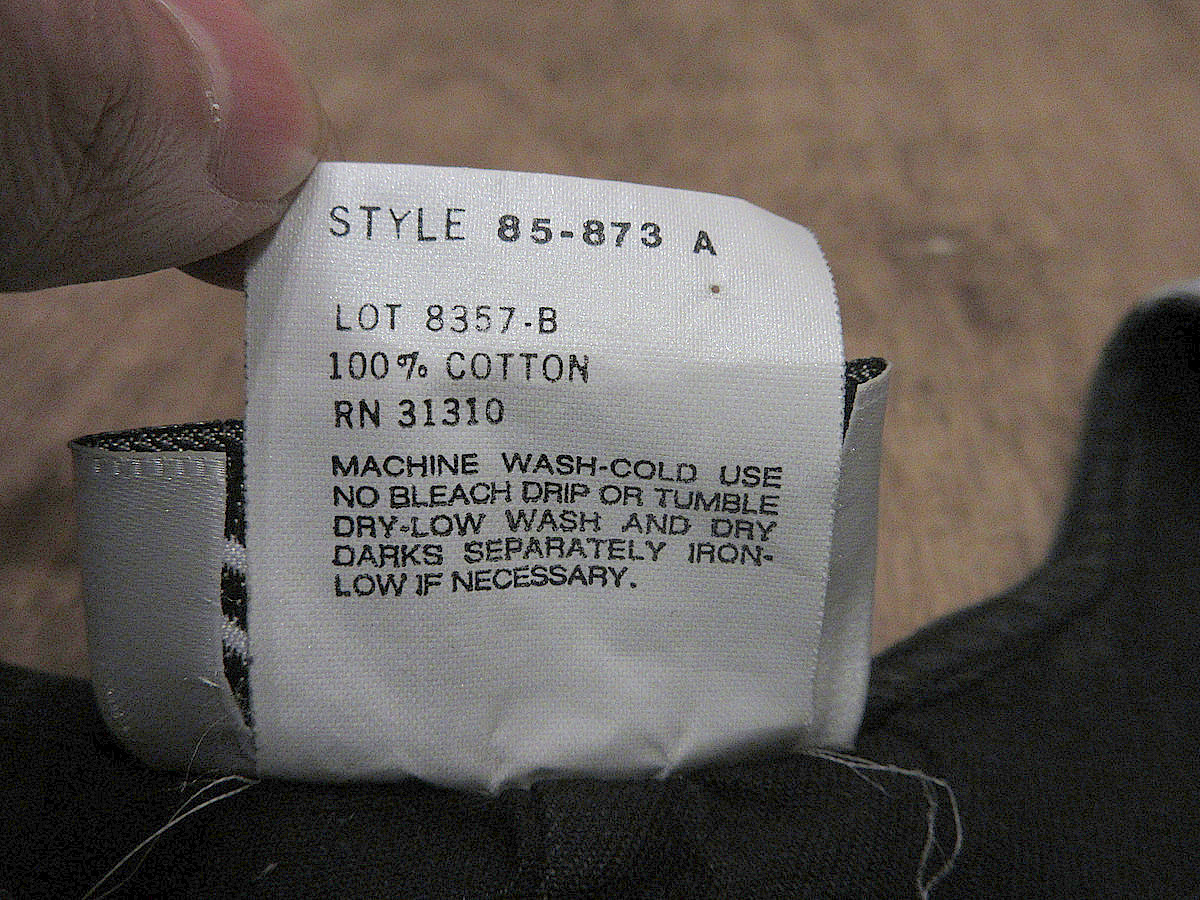 STYLE 85-873 A
LOT 8357-B
100% COTTON
RN 31310
MACHINE WASH-COLD USE
NO BLEACH DRIP OR TUMBLE
DRY-LOW WASH AND DRY
DARKS SEPARATELY IRON-
LOW IF NECESSARY.